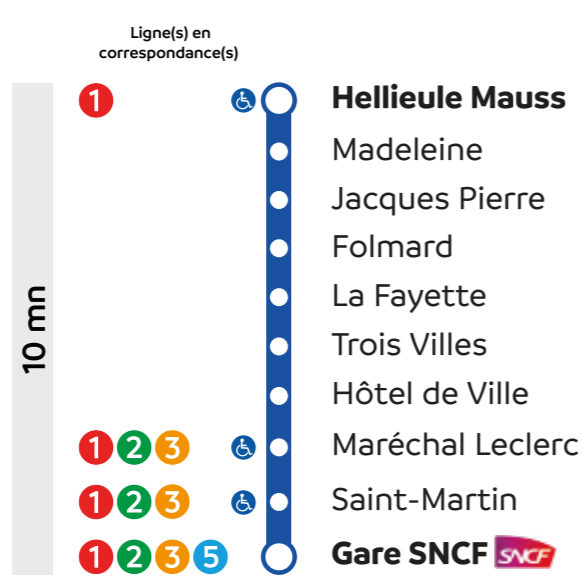 Ligne(s) en
correspondance(s)
10 mn
1 Hellieule Mauss
Madeleine
Jacques Pierre
Folmard
La Fayette
Trois Villes
Hôtel de Ville
1 2 3 Maréchal Leclerc
1 2 3 Saint-Martin
1 2 3 5 Gare SNCF SNCF